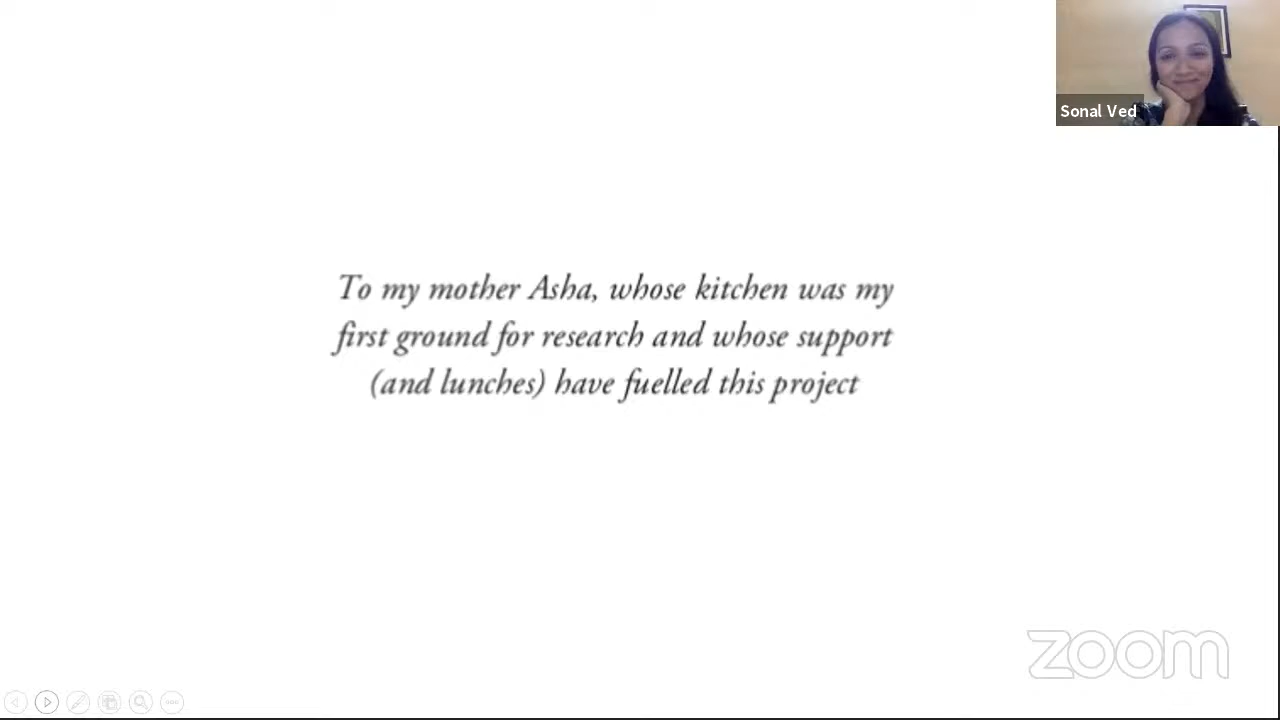 Sonal Ved
To my mother Asha, whose kitchen was my
first ground for research and whose support
(and lunches) have fuelled this project
zoom